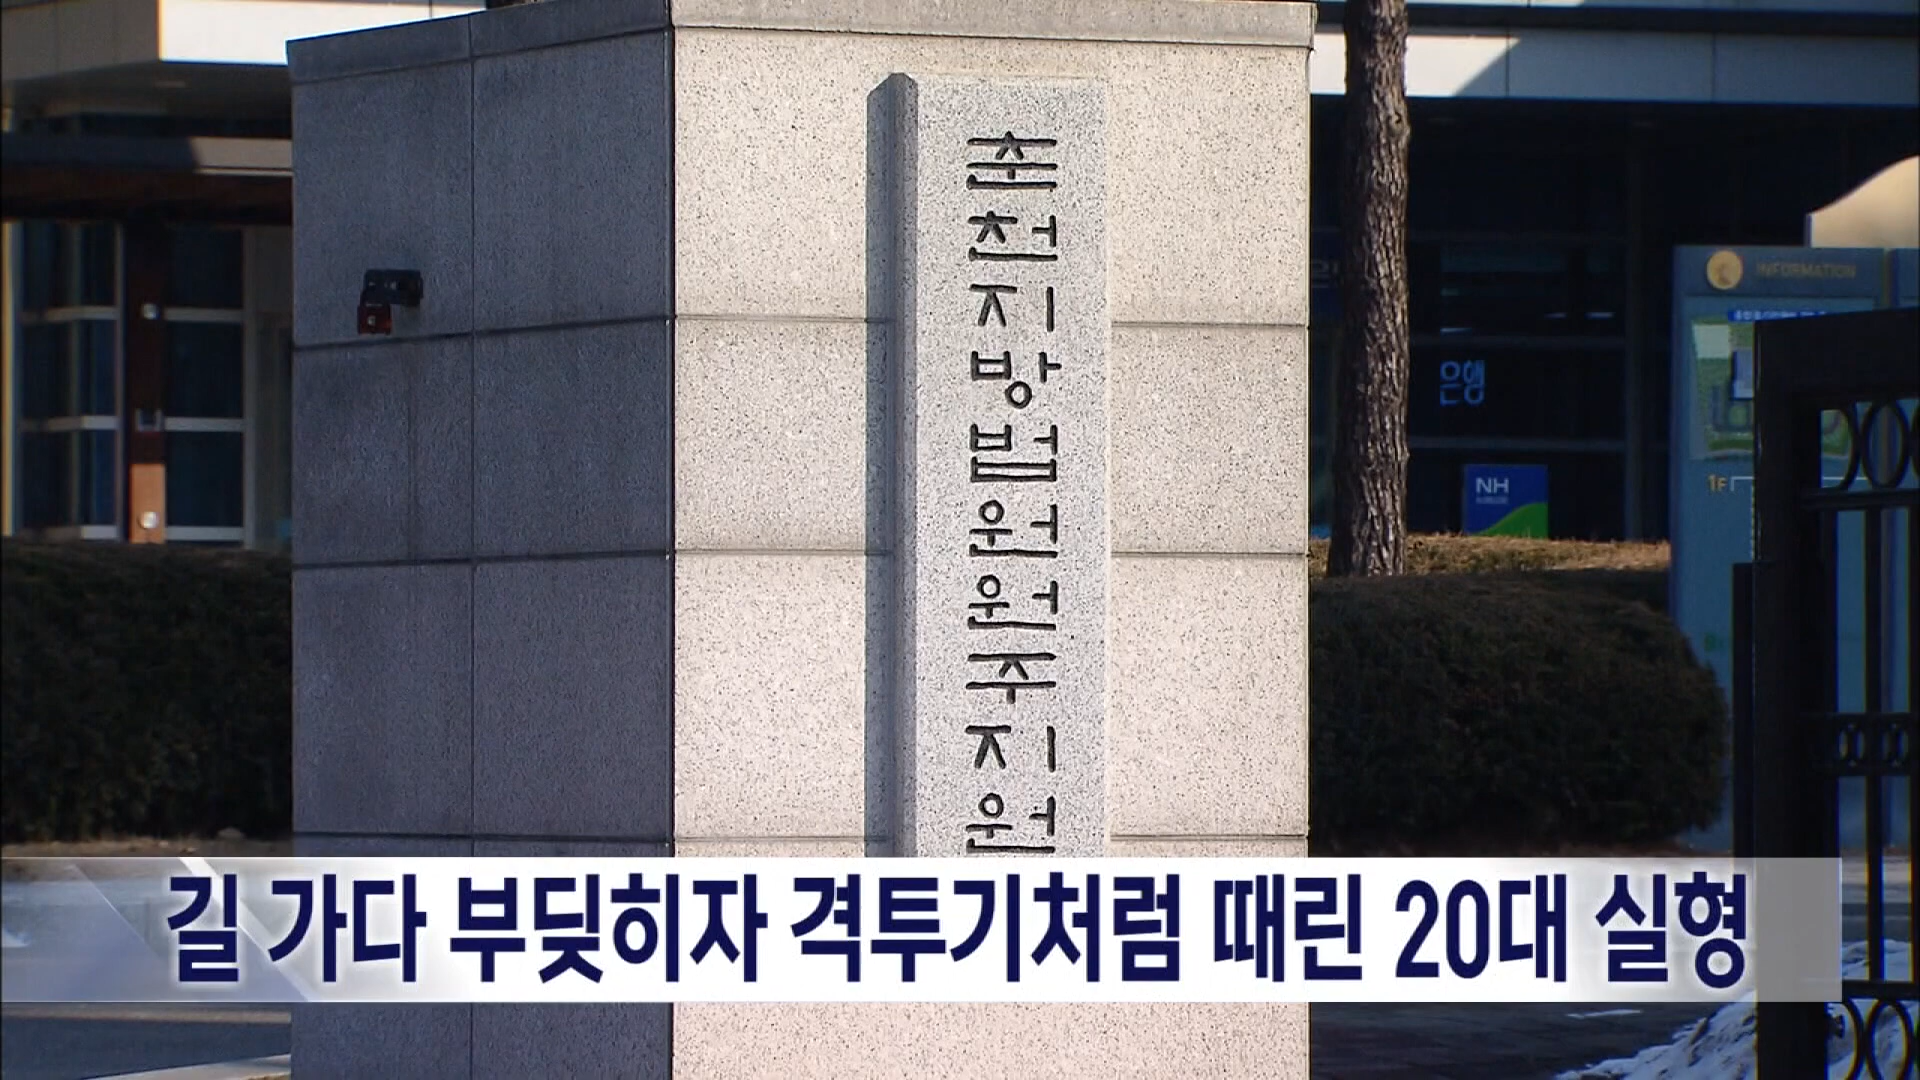 춘천지방법원원주지원
INFORMATION
은행
NH
1F
길 가다 부딪히자 격투기처럼 때린 20대 실형